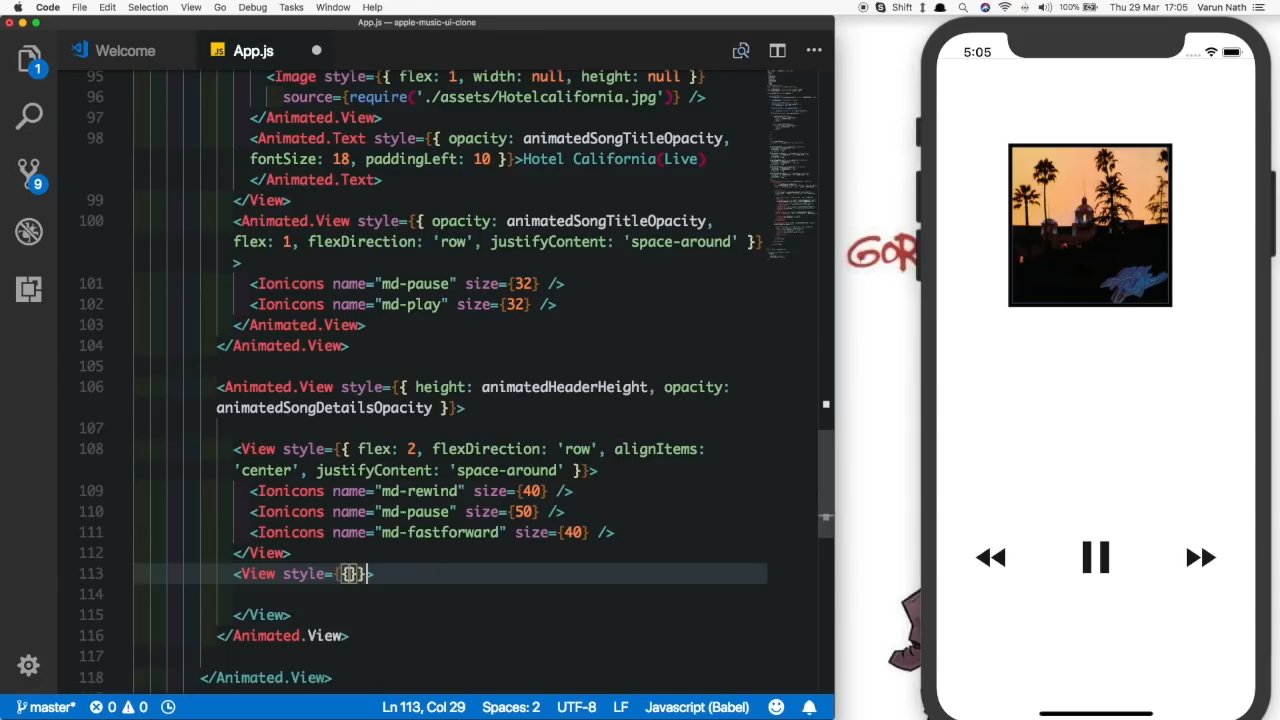 Code File Edit Selection View Go Debug Tasks Window Help Shift 100% Thu 29 Mar 17:05 Varun Nath
App.js — apple-music-ui-clone
Welcome
JS App.js
1
9
95 <Image style={{ flex: 1, width: null, height: null }}
96 source={require('./assets/Hotelcalifornia.jpg')} />
97 </Animated.View>
98 <Animated.Text style={{ opacity: animatedSongTitleOpacity,
fontSize: paddingLeft: 10 }}>Hotel California(Live)
</Animated.Text>
99 </View>
<Animated.View style={{ opacity: animatedSongTitleOpacity,
flex: 1, flexDirection: 'row', justifyContent: 'space-around' }}
>
101 <Ionicons name="md-pause" size={32} />
102 <Ionicons name="md-play" size={32} />
103 </Animated.View>
104 </Animated.View>
105
106 <Animated.View style={{ height: animatedHeaderHeight, opacity:
animatedSongDetailsOpacity }}>
107
108 <View style={{ flex: 2, flexDirection: 'row', alignItems:
'center', justifyContent: 'space-around' }}>
109 <Ionicons name="md-rewind" size={40} />
110 <Ionicons name="md-pause" size={50} />
111 <Ionicons name="md-fastforward" size={40} />
112 </View>
113 <View style={{}}>
114
115 </View>
116 </Animated.View>
117
118 </Animated.View>
master* 0 0 Ln 113, Col 29 Spaces: 2 UTF-8 LF Javascript (Babel)
5:05
GOR